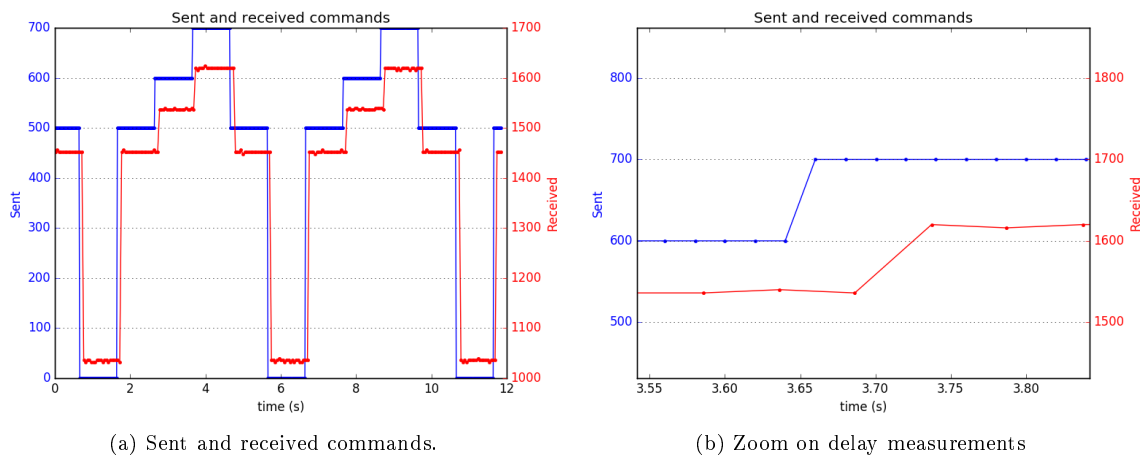 Sent and received commands
700
600
500
400
300
200
100
0
Sent
1700
1600
1500
1400
1300
1200
1100
1000
Received
0 2 4 6 8 10 12
time (s)
(a) Sent and received commands.
Sent and received commands
800
700
600
500
Sent
1800
1700
1600
1500
Received
3.55 3.60 3.65 3.70 3.75 3.80
time (s)
(b) Zoom on delay measurements